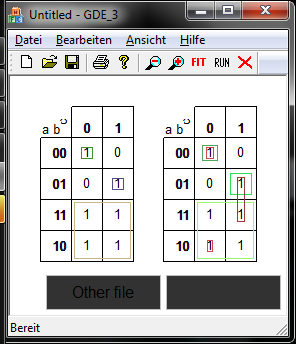 Untitled - GDE_3
Datei Bearbeiten Ansicht Hilfe
FIT RUN
a b c 0 1 a b c 0 1
00 1 0 00 1 0
01 0 1 01 0 1
11 1 1 11 1 1
10 1 1 10 1 1
Other file
Bereit